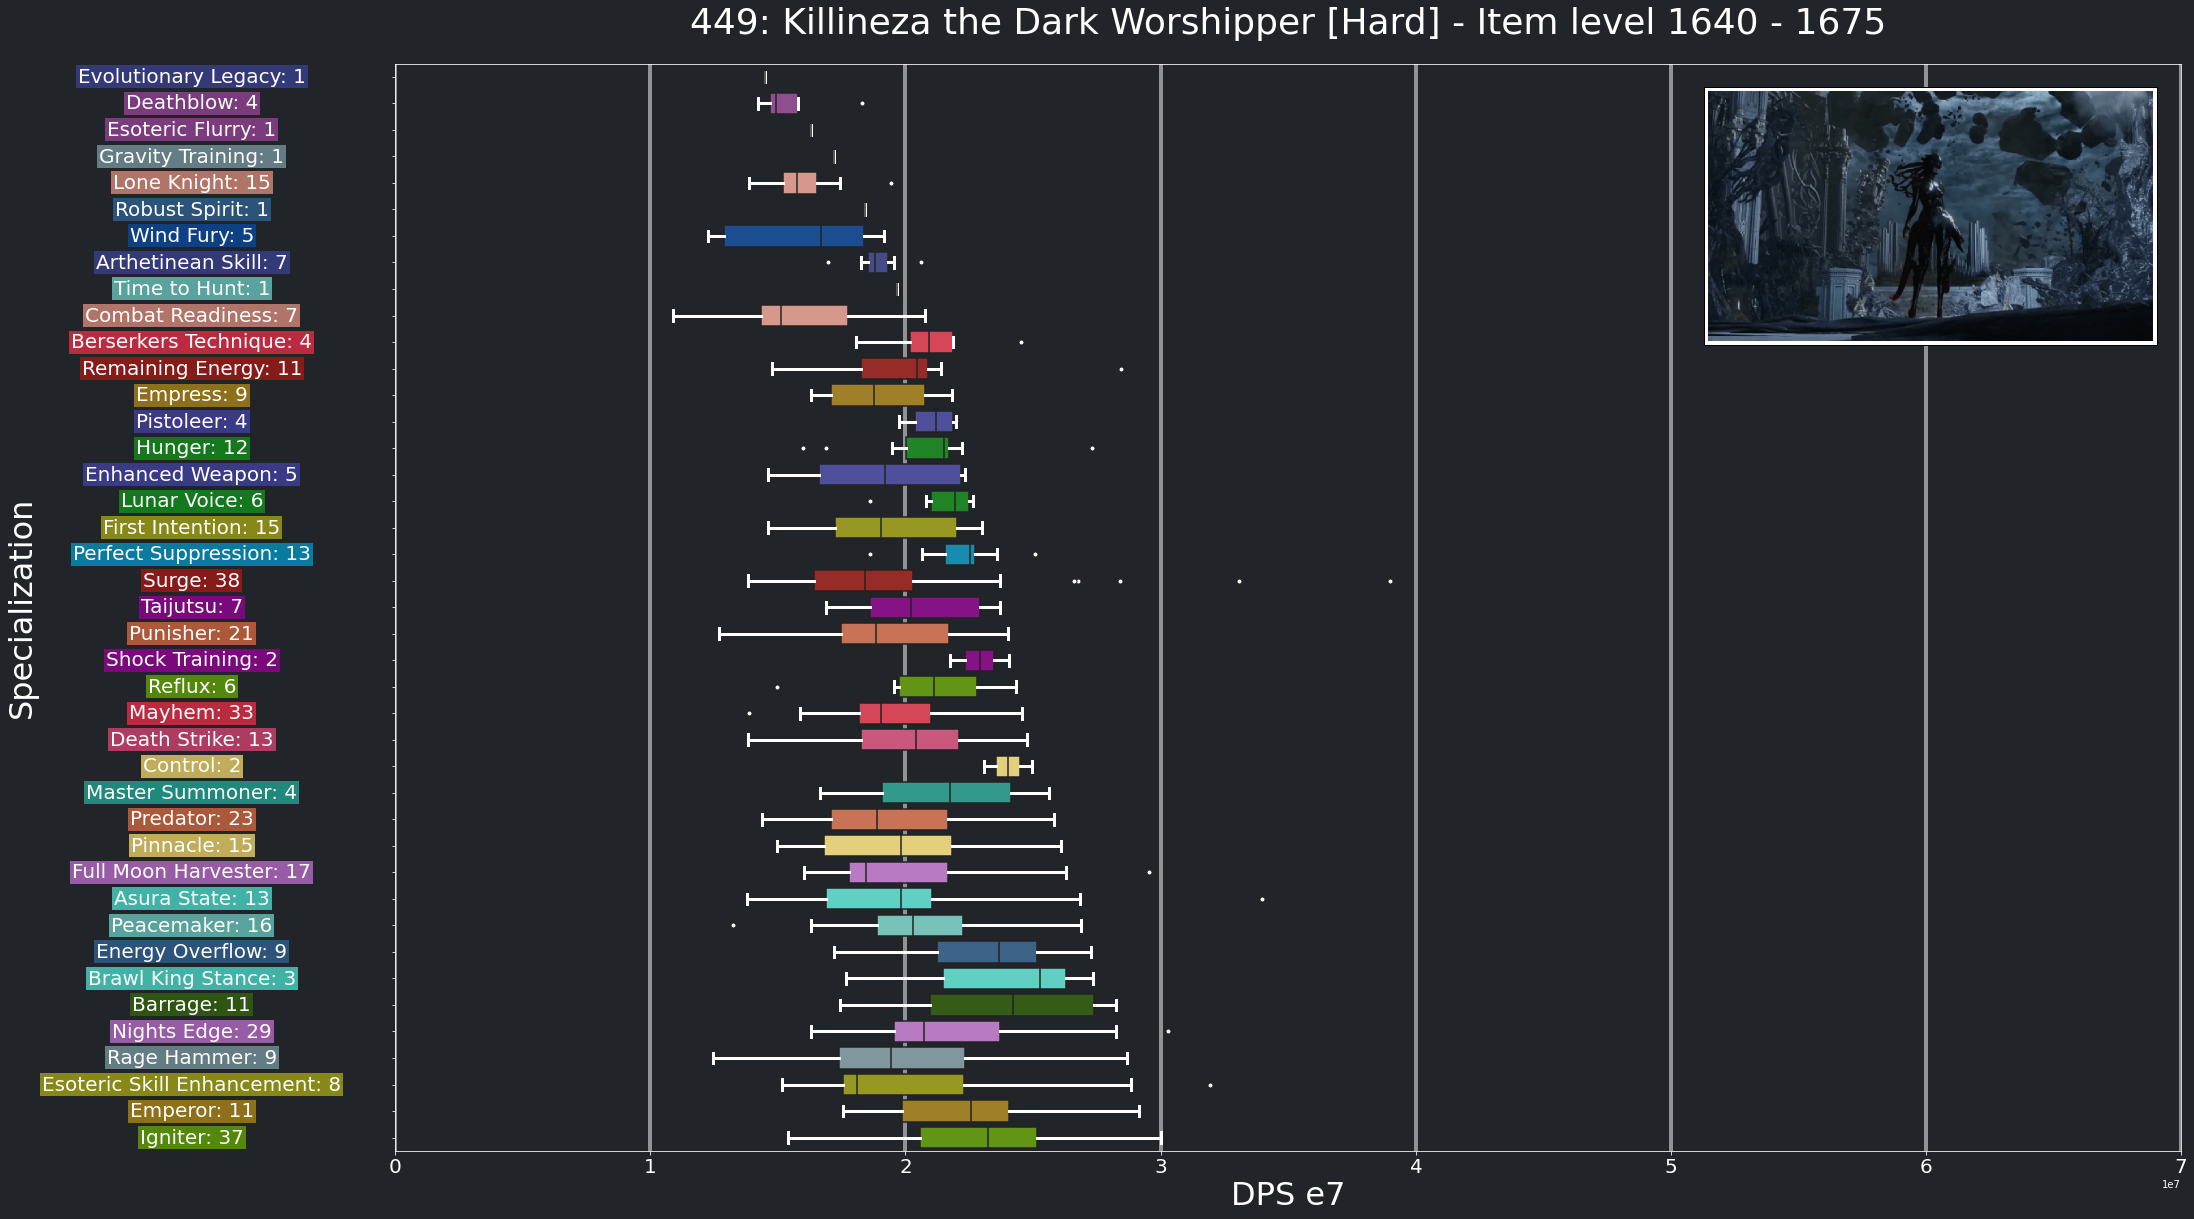 449: Killineza the Dark Worshipper [Hard] - Item level 1640 - 1675
Specialization
Evolutionary Legacy: 1
Deathblow: 4
Esoteric Flurry: 1
Gravity Training: 1
Lone Knight: 15
Robust Spirit: 1
Wind Fury: 5
Arthetinean Skill: 7
Time to Hunt: 1
Combat Readiness: 7
Berserkers Technique: 4
Remaining Energy: 11
Empress: 9
Pistoleer: 4
Hunger: 12
Enhanced Weapon: 5
Lunar Voice: 6
First Intention: 15
Perfect Suppression: 13
Surge: 38
Taijutsu: 7
Punisher: 21
Shock Training: 2
Reflux: 6
Mayhem: 33
Death Strike: 13
Control: 2
Master Summoner: 4
Predator: 23
Pinnacle: 15
Full Moon Harvester: 17
Asura State: 13
Peacemaker: 16
Energy Overflow: 9
Brawl King Stance: 3
Barrage: 11
Nights Edge: 29
Rage Hammer: 9
Esoteric Skill Enhancement: 8
Emperor: 11
Igniter: 37
0 1 2 3 4 5 6 7
1e7
DPS e7